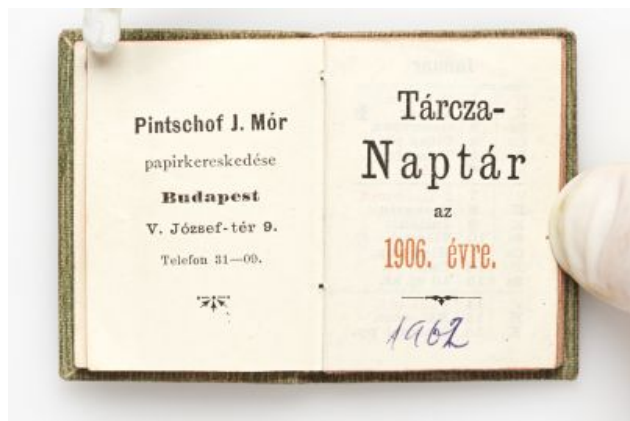 Pintschof J. Mór
papirkereskedése
Budapest
V. József-tér 9.
Telefon 31—09.
Tárcza-
Naptár
az
1906. évre.
1962